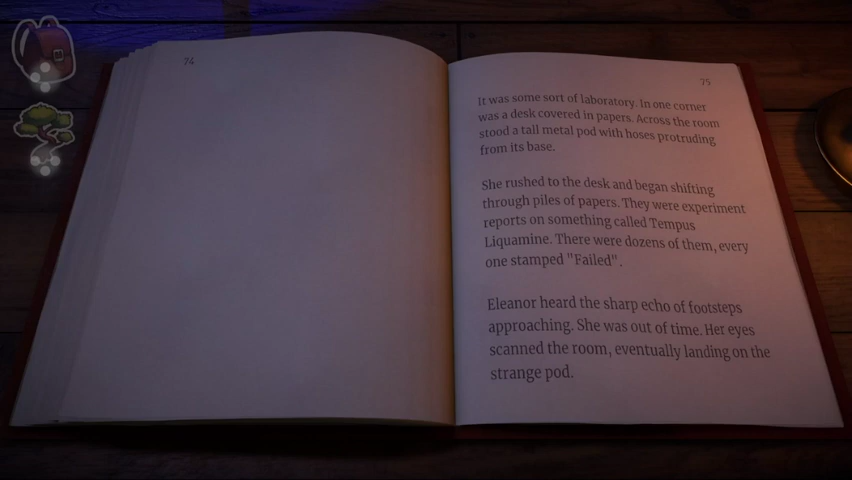 74
75
It was some sort of laboratory. In one corner
was a desk covered in papers. Across the room
stood a tall metal pod with hoses protruding
from its base.
She rushed to the desk and began shifting
through piles of papers. They were experiment
reports on something called Tempus
Liquamine. There were dozens of them, every
one stamped "Failed".
Eleanor heard the sharp echo of footsteps
approaching. She was out of time. Her eyes
scanned the room, eventually landing on the
strange pod.